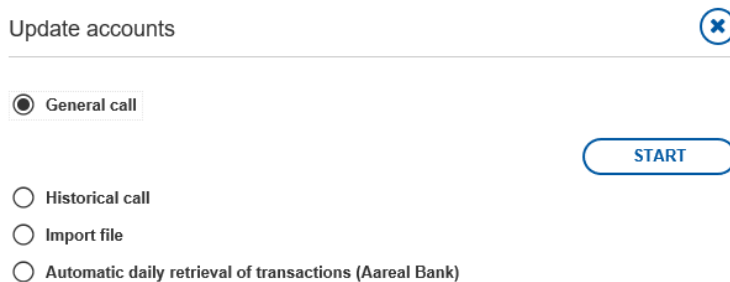 Update accounts
General call
START
Historical call
Import file
Automatic daily retrieval of transactions (Aareal Bank)